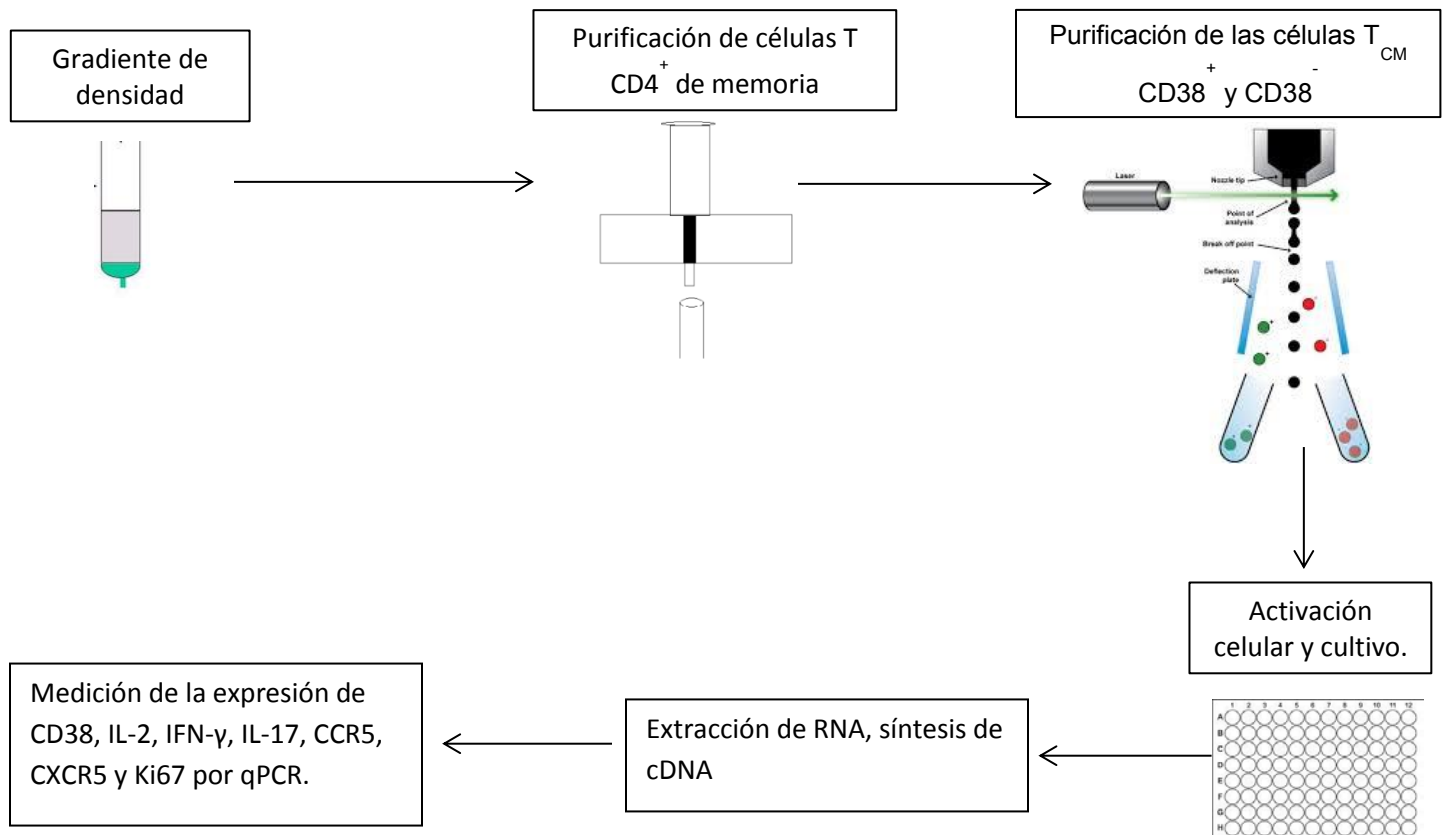 Gradiente de
densidad
Purificación de células T
CD4⁺ de memoria
Purificación de las células T_CM
CD38⁺ y CD38⁻
Laser
Nozzle tip
Point of
analysis
Break off point
Deflection
plate
+
-
+
-
Activación
celular y cultivo.
1 2 3 4 5 6 7 8 9 10 11 12
A
B
C
D
E
F
G
H
Extracción de RNA, síntesis de
cDNA
Medición de la expresión de
CD38, IL-2, IFN-γ, IL-17, CCR5,
CXCR5 y Ki67 por qPCR.